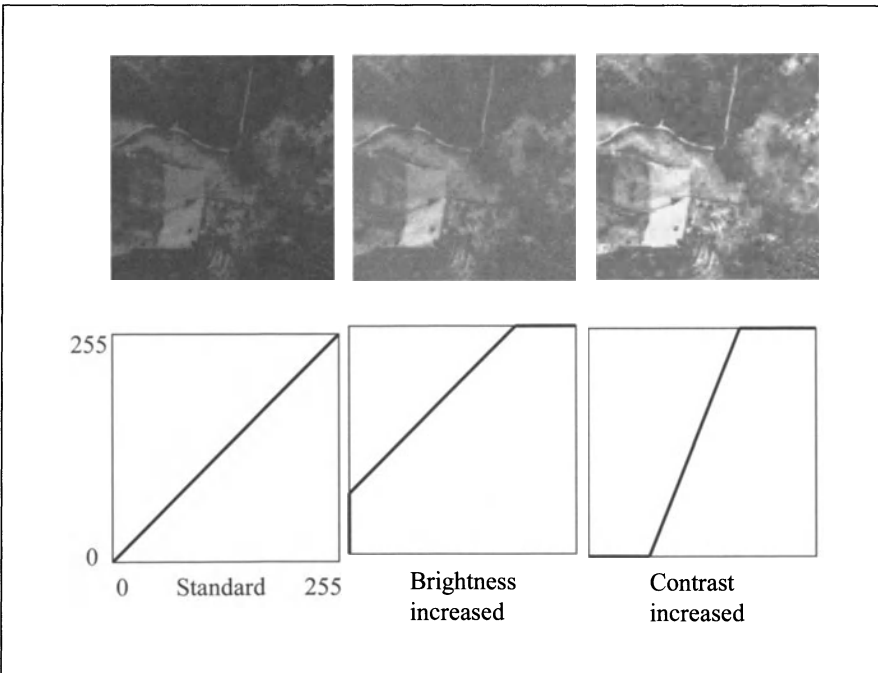 255
0
0 Standard 255
Brightness
increased
Contrast
increased